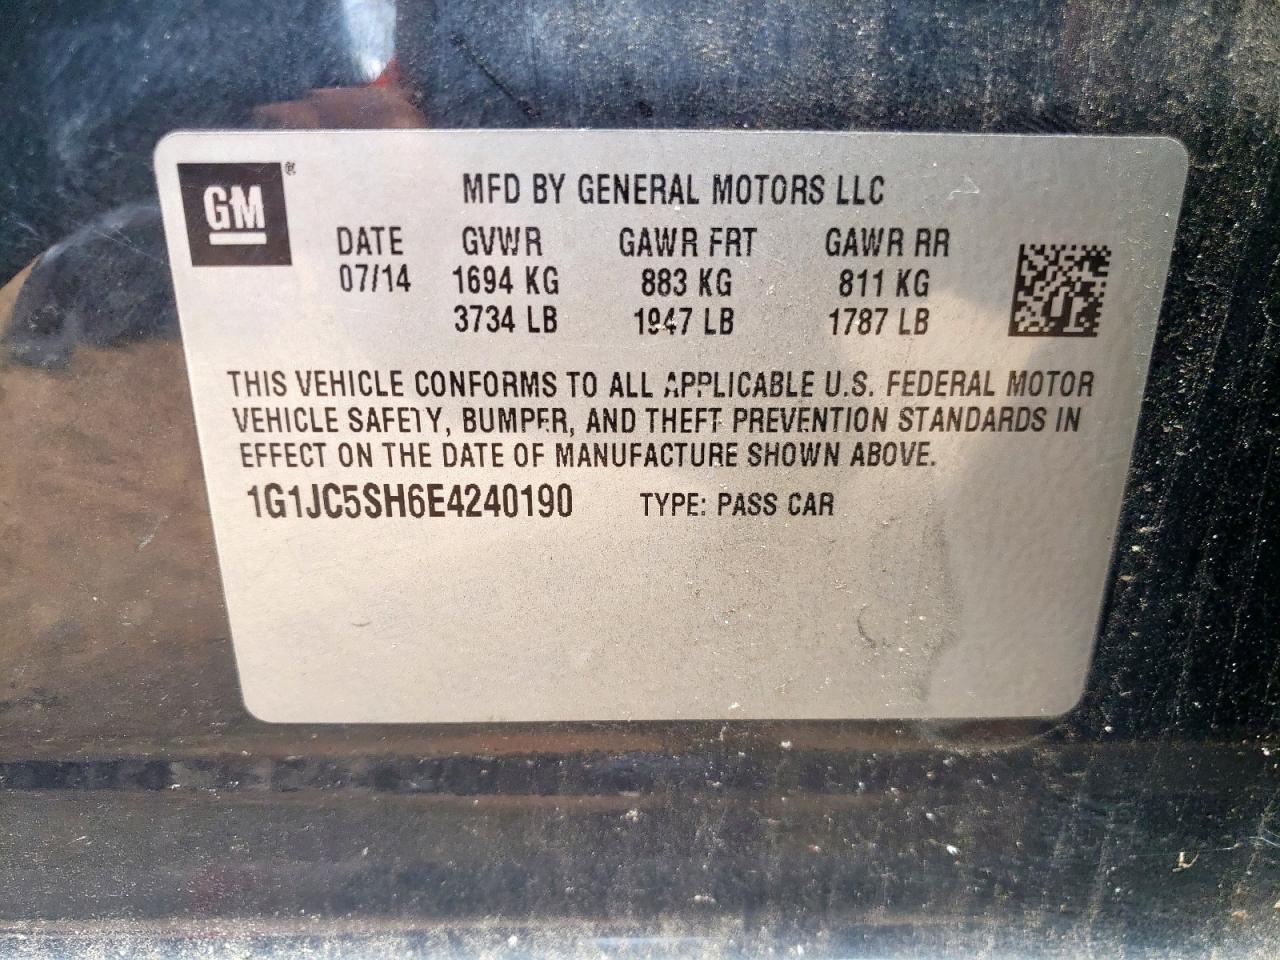 GM®
MFD BY GENERAL MOTORS LLC
DATE GVWR GAWR FRT GAWR RR
07/14 1694 KG 883 KG 811 KG
3734 LB 1947 LB 1787 LB
THIS VEHICLE CONFORMS TO ALL APPLICABLE U.S. FEDERAL MOTOR
VEHICLE SAFETY, BUMPER, AND THEFT PREVENTION STANDARDS IN
EFFECT ON THE DATE OF MANUFACTURE SHOWN ABOVE.
1G1JC5SH6E4240190 TYPE: PASS CAR